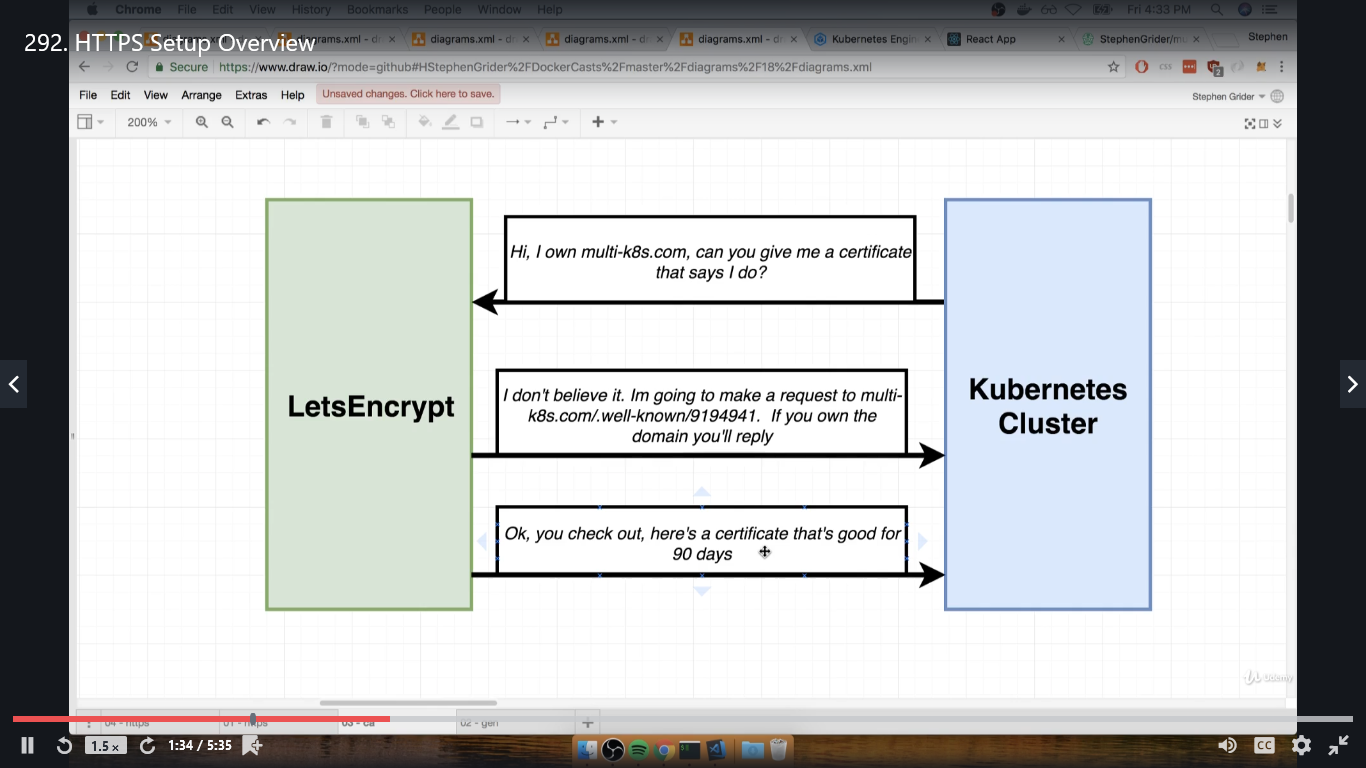 Chrome File Edit View History Bookmarks People Window Help Fri 4:33 PM
292. HTTPS Setup Overview
diagrams.xml - d
diagrams.xml - dr
diagrams.xml - d
diagrams.xml - dr
Kubernetes Engin
React App
StephenGrider/mu
Stephen
Secure https://www.draw.io/?mode=github#HStephenGrider%2FDockerCasts%2Fmaster%2Fdiagrams%2F18%2Fdiagrams.xml
File Edit View Arrange Extras Help Unsaved changes. Click here to save. Stephen Grider
200%
Hi, I own multi-k8s.com, can you give me a certificate
that says I do?
LetsEncrypt
I don't believe it. Im going to make a request to multi-
k8s.com/.well-known/9194941. If you own the
domain you'll reply
Kubernetes
Cluster
Ok, you check out, here's a certificate that's good for
90 days
Udemy
04 - https 01 - https 03 - ca 02 - gen
1.5 x 1:34 / 5:35 CC